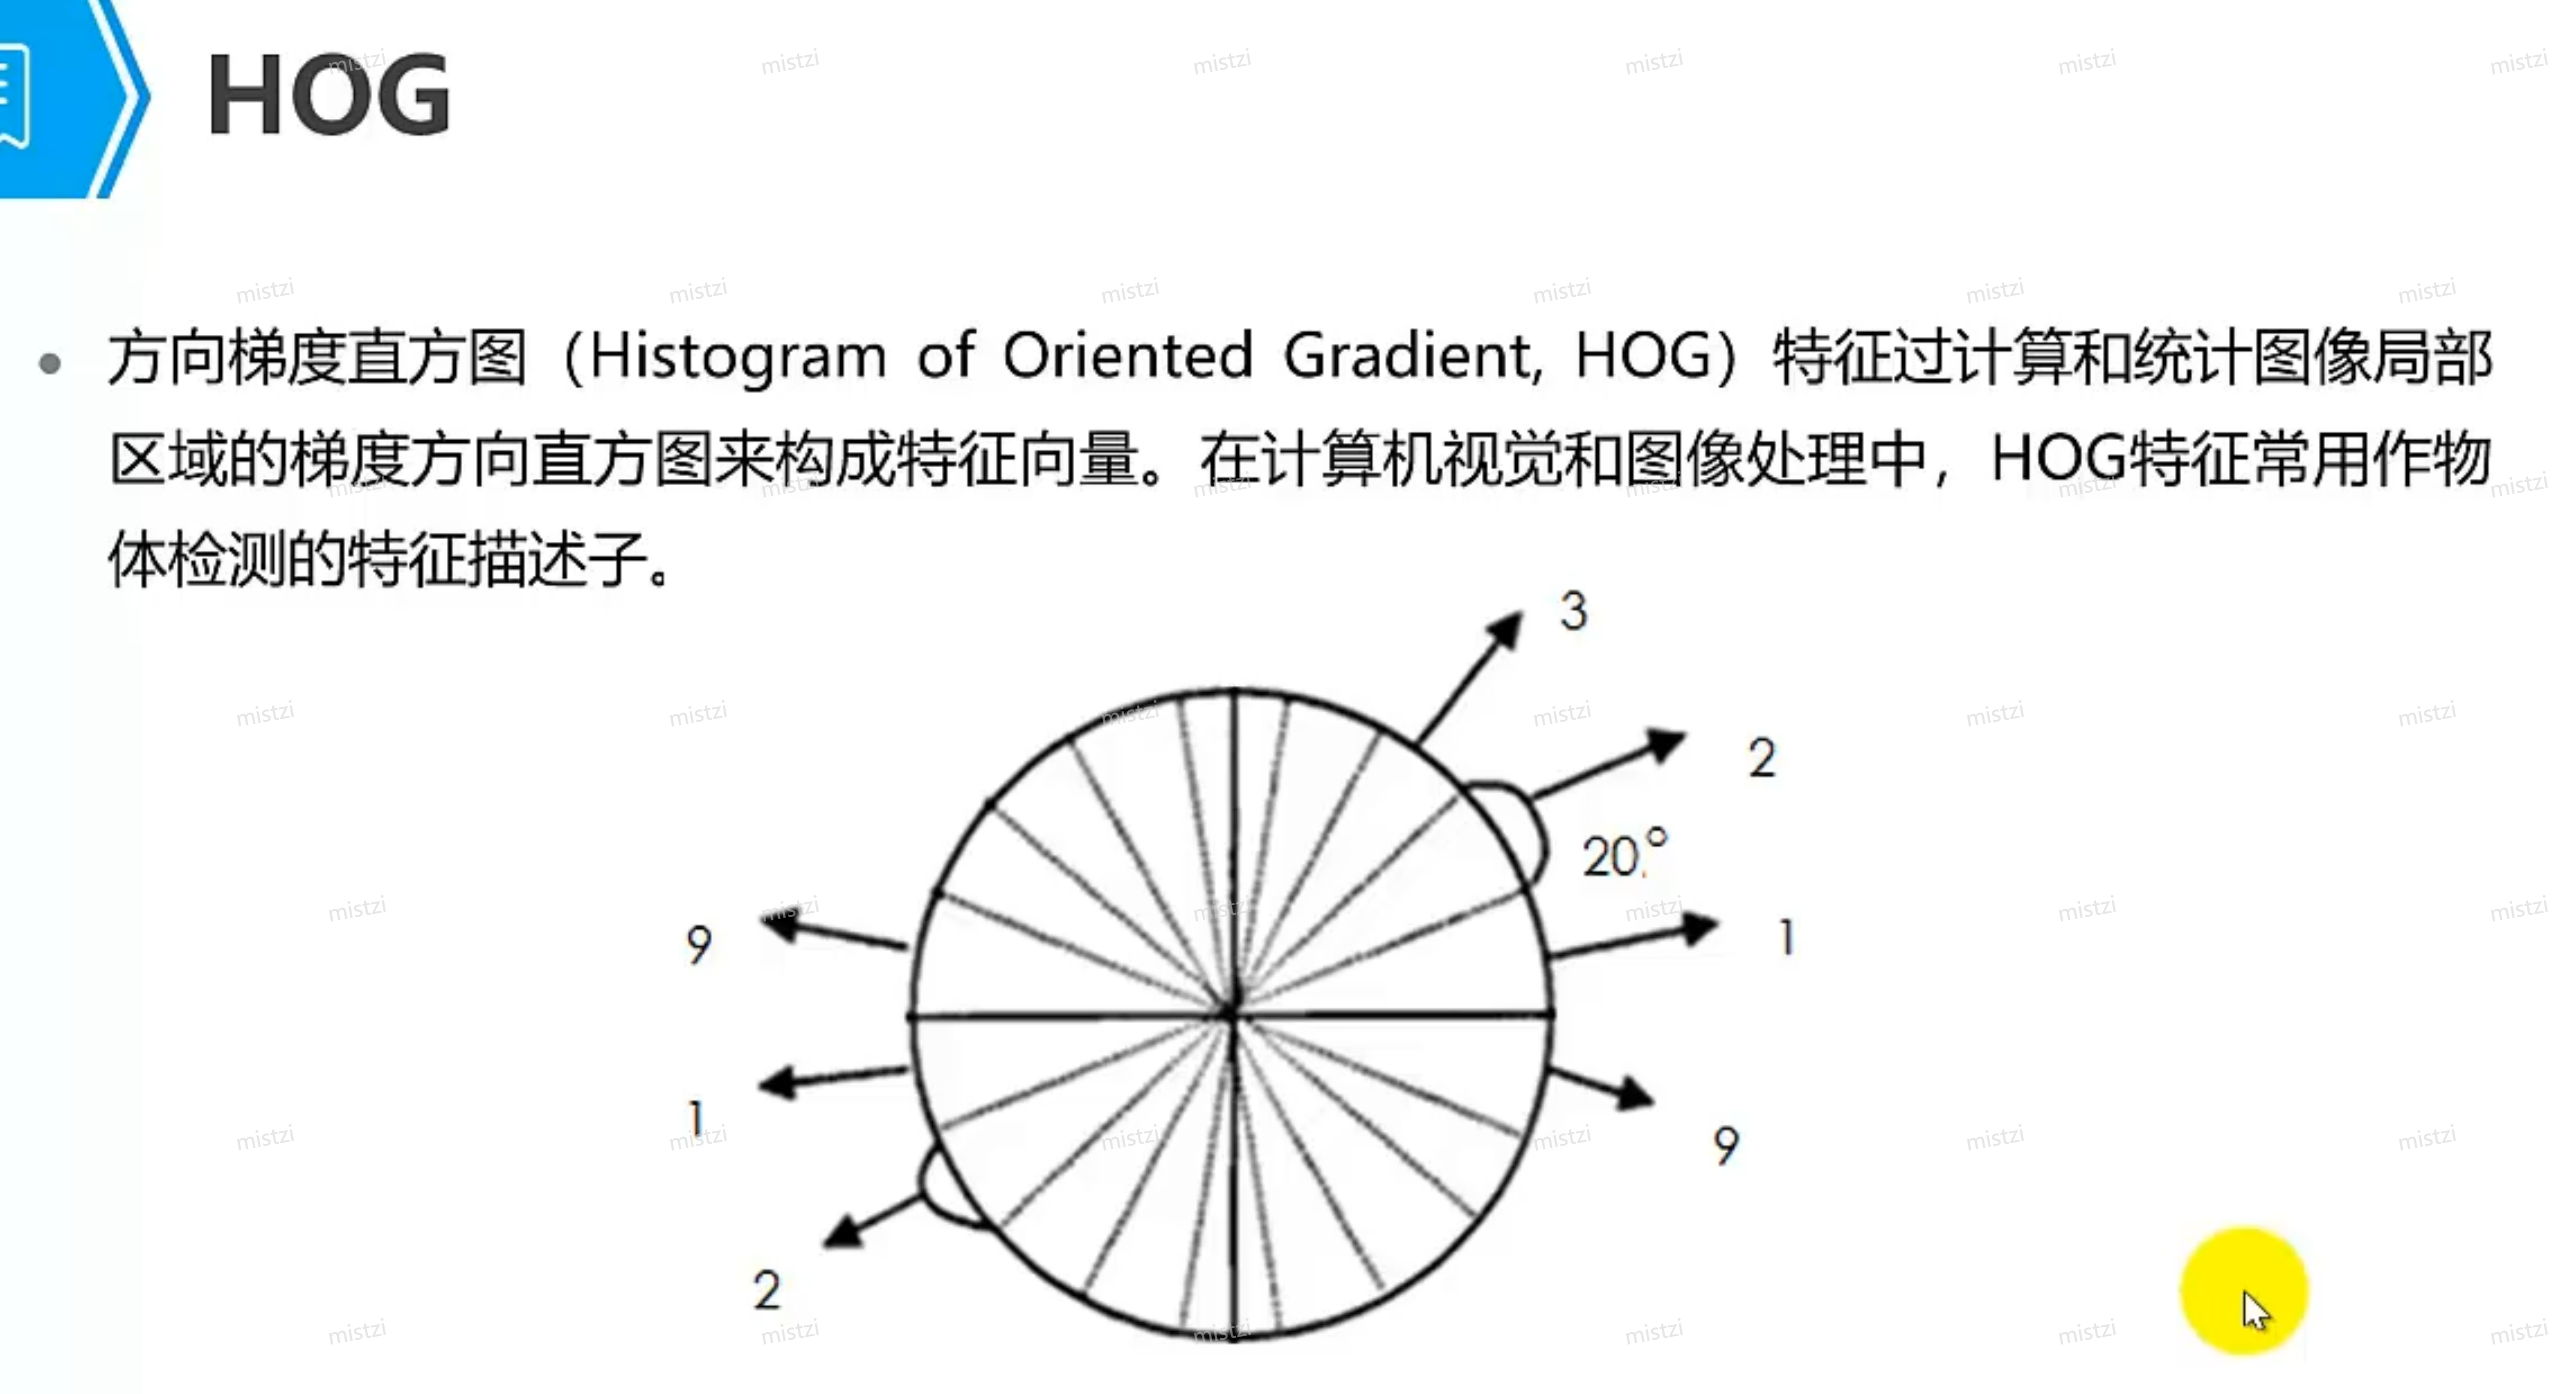 HOG
方向梯度直方图（Histogram of Oriented Gradient, HOG）特征过计算和统计图像局部
区域的梯度方向直方图来构成特征向量。在计算机视觉和图像处理中，HOG特征常用作物
体检测的特征描述子。
3
2
20.°
9
1
1
9
2
mistzi